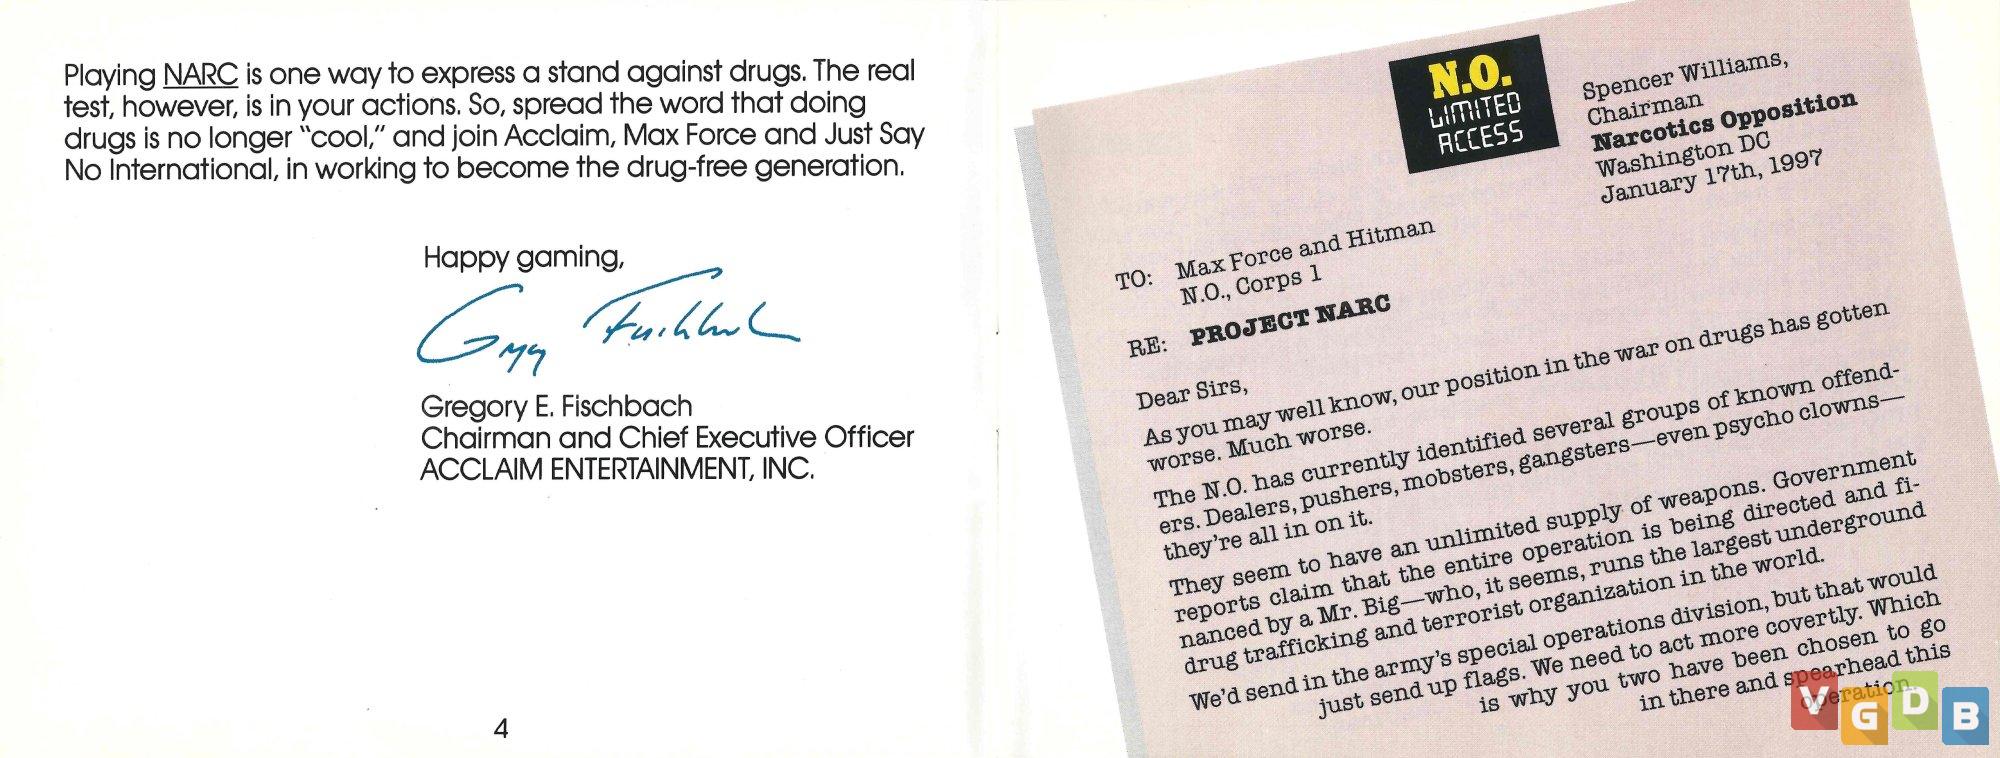 Playing NARC is one way to express a stand against drugs. The real
test, however, is in your actions. So, spread the word that doing
drugs is no longer “cool,” and join Acclaim, Max Force and Just Say
No International, in working to become the drug-free generation.
Happy gaming,
Greg Fischbach
Gregory E. Fischbach
Chairman and Chief Executive Officer
ACCLAIM ENTERTAINMENT, INC.
4
N.O.
LIMITED
ACCESS
Spencer Williams,
Chairman
Narcotics Opposition
Washington DC
January 17th, 1997
TO: Max Force and Hitman
N.O., Corps 1
RE: PROJECT NARC
Dear Sirs,
As you may well know, our position in the war on drugs has gotten
worse. Much worse.
The N.O. has currently identified several groups of known offend-
ers. Dealers, pushers, mobsters, gangsters—even psycho clowns—
they're all in on it.
They seem to have an unlimited supply of weapons. Government
reports claim that the entire operation is being directed and fi-
nanced by a Mr. Big—who, it seems, runs the largest underground
drug trafficking and terrorist organization in the world.
We'd send in the army's special operations division, but that would
just send up flags. We need to act more covertly. Which
is why you two have been chosen to go
in there and spearhead this
operation.
VGDB